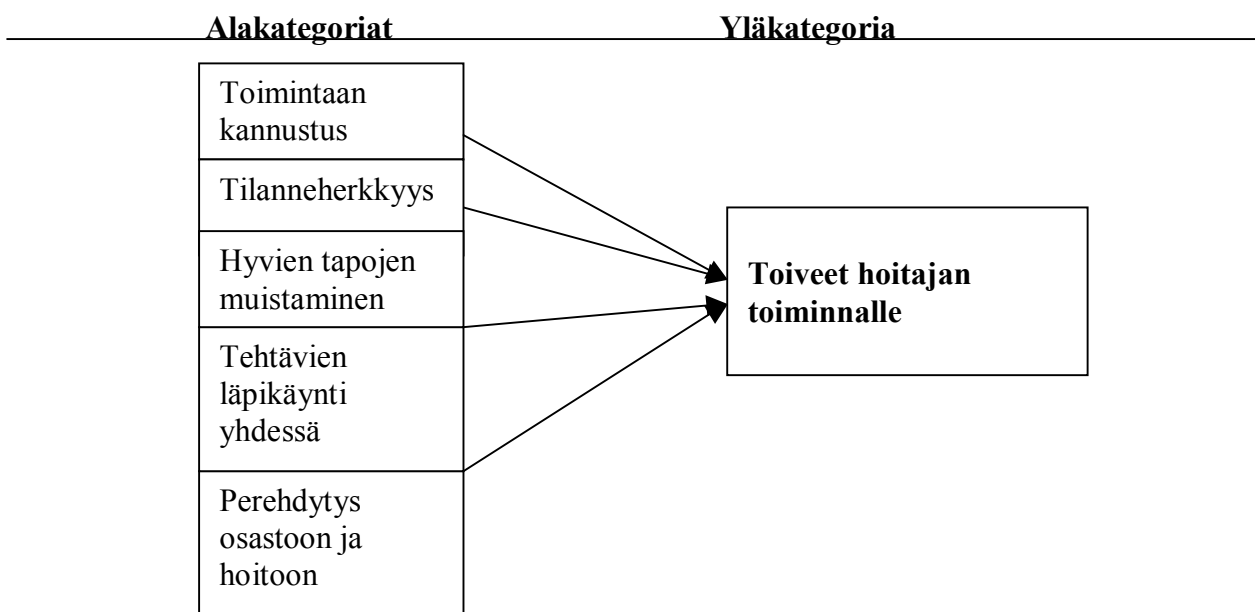 Alakategoriat Yläkategoria
Toimintaan
kannustus
Tilanneherkkyys
Hyvien tapojen
muistaminen
Tehtävien
läpikäynti
yhdessä
Perehdytys
osastoon ja
hoitoon
Toiveet hoitajan
toiminnalle